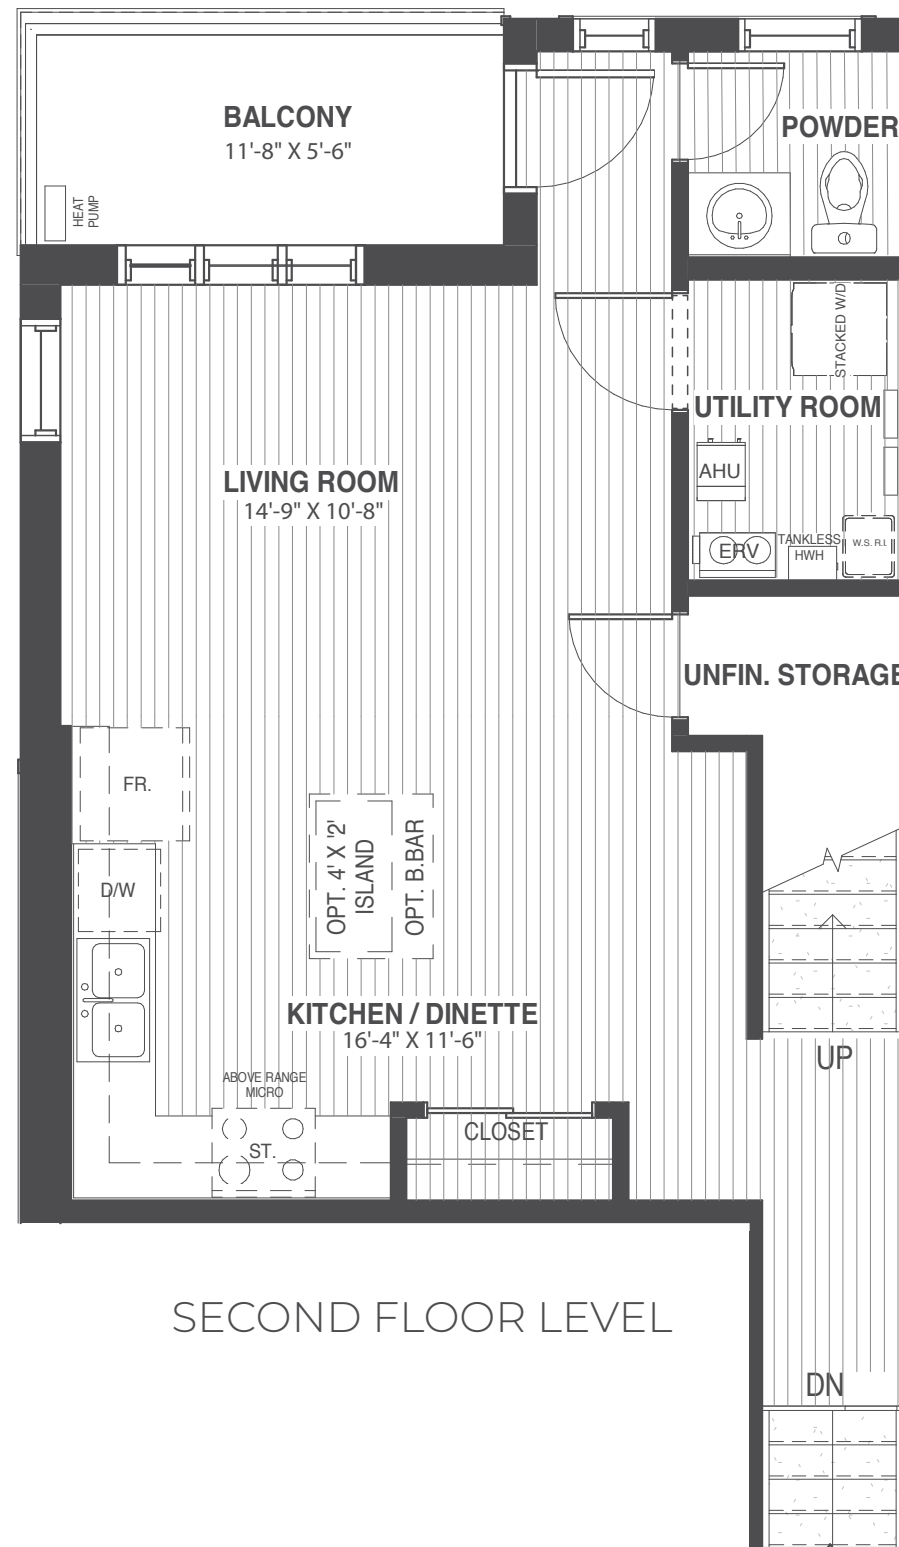 BALCONY
11'-8" X 5'-6"
HEAT
PUMP
POWDER
STACKED W/D
UTILITY ROOM
LIVING ROOM
14'-9" X 10'-8"
AHU
ERV
TANKLESS
HWH
W.S. R.I.
UNFIN. STORAGE
FR.
D/W
OPT. 4' X '2'
ISLAND
OPT. B.BAR
KITCHEN / DINETTE
16'-4" X 11'-6"
UP
ABOVE RANGE
MICRO
ST.
CLOSET
SECOND FLOOR LEVEL
DN